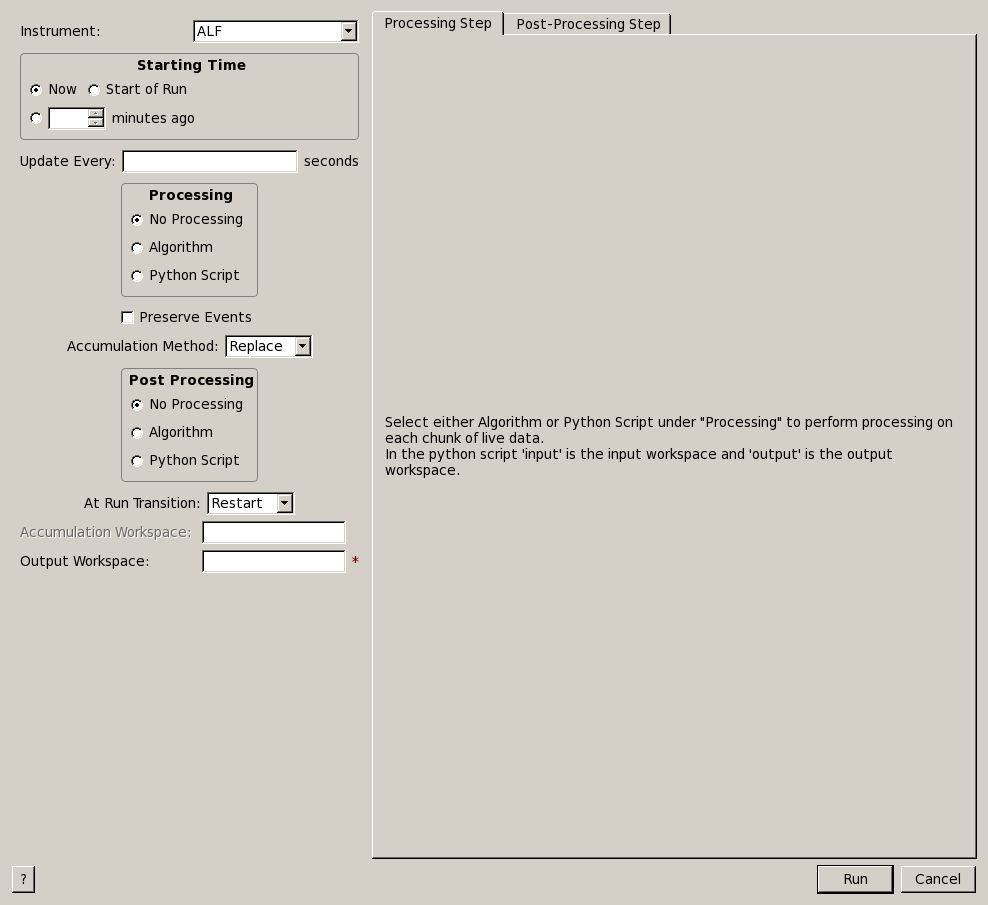 Instrument: ALF
Starting Time
Now Start of Run
minutes ago
Update Every: seconds
Processing
No Processing
Algorithm
Python Script
Preserve Events
Accumulation Method: Replace
Post Processing
No Processing
Algorithm
Python Script
At Run Transition: Restart
Accumulation Workspace:
Output Workspace: *
Processing Step Post-Processing Step
Select either Algorithm or Python Script under "Processing" to perform processing on
each chunk of live data.
In the python script 'input' is the input workspace and 'output' is the output
workspace.
? Run Cancel